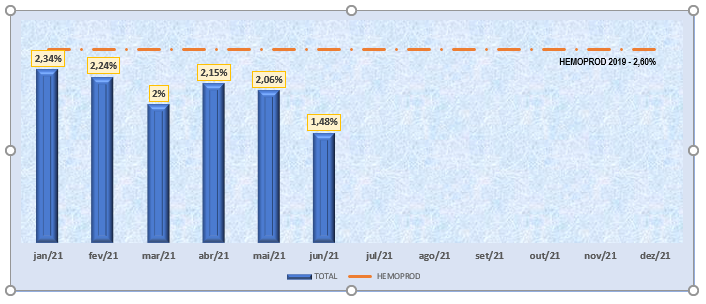 2,34%
2,24%
2%
2,15%
2,06%
1,48%
HEMOPROD 2019 - 2,60%
jan/21 fev/21 mar/21 abr/21 mai/21 jun/21 jul/21 ago/21 set/21 out/21 nov/21 dez/21
TOTAL HEMOPROD